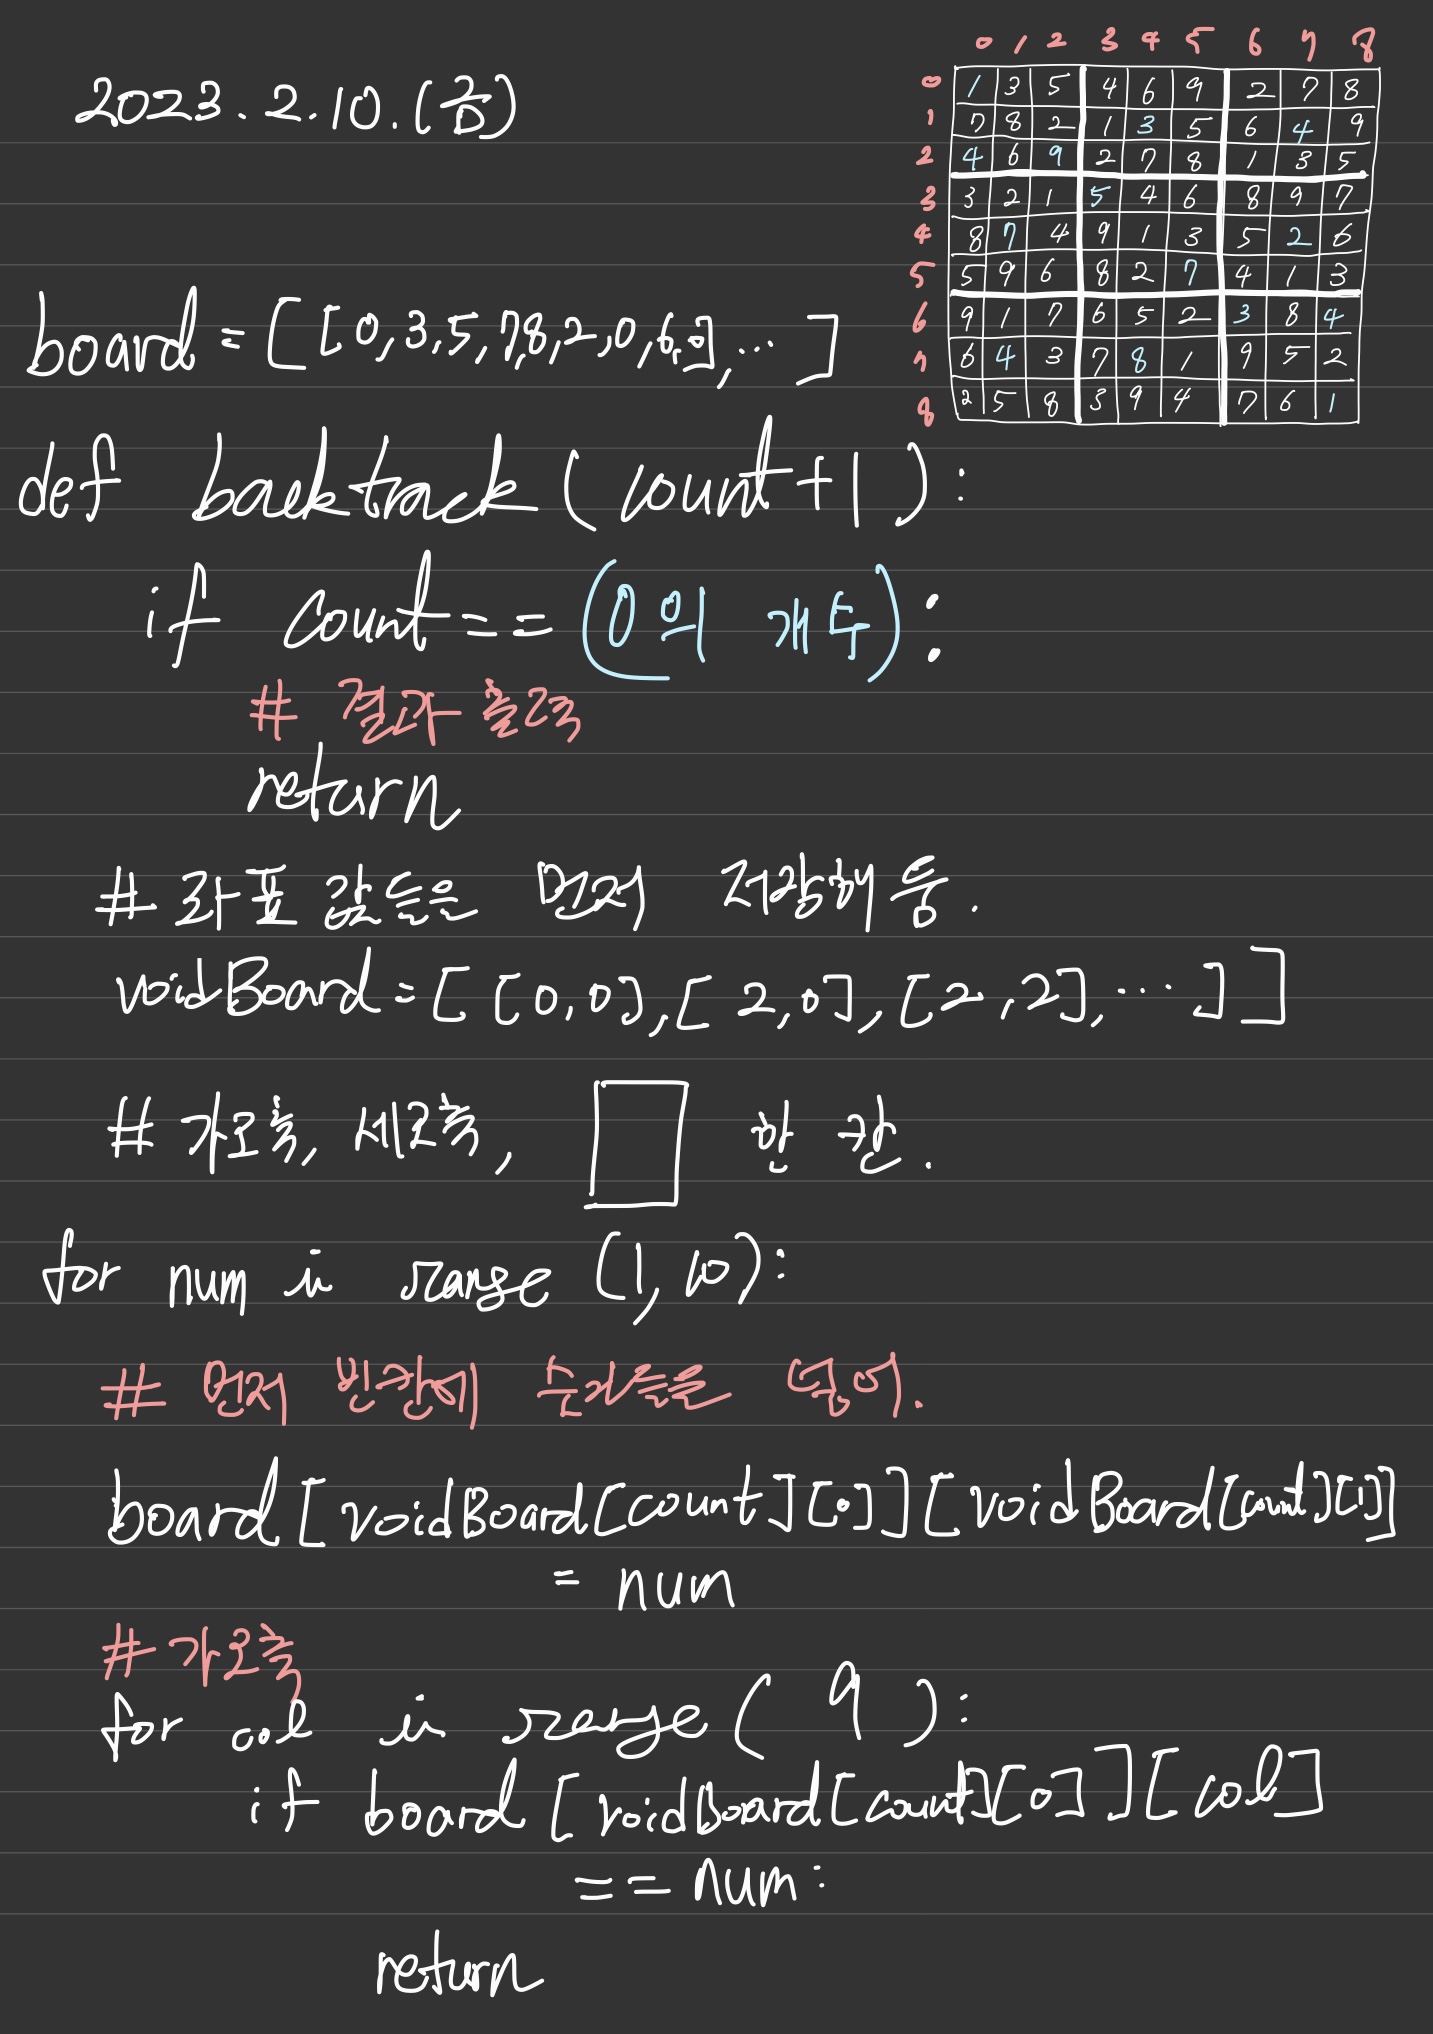 0 1 2 3 4 5 6 7 8
0 1 3 5 4 6 9 2 7 8
1 7 8 2 1 3 5 6 4 9
2 4 6 9 2 7 8 1 3 5
3 3 2 1 5 4 6 8 9 7
4 8 7 4 9 1 3 5 2 6
5 5 9 6 8 2 7 4 1 3
6 9 1 7 6 5 2 3 8 4
7 6 4 3 7 8 1 9 5 2
8 2 5 8 3 9 4 7 6 1
2023.2.10.(금)
board = [[0,3,5,7,8,2,0,6,0],... ]
def backtrack (count+1):
if count == (0의 개수):
# 결과 출력
return
# 좌표 값들은 먼저 저장해 둠.
voidBoard = [[0,0],[2,0],[2,2],...]]
# 가로축, 세로축, 한 칸.
for num in range (1,10):
# 먼저 빈칸에 숫자들을 넣어.
board[voidBoard[count][0]][voidBoard[count][1]]
= num
# 가로축
for col in range( 9 ):
if board [voidBoard[count][0]][col]
== num:
return